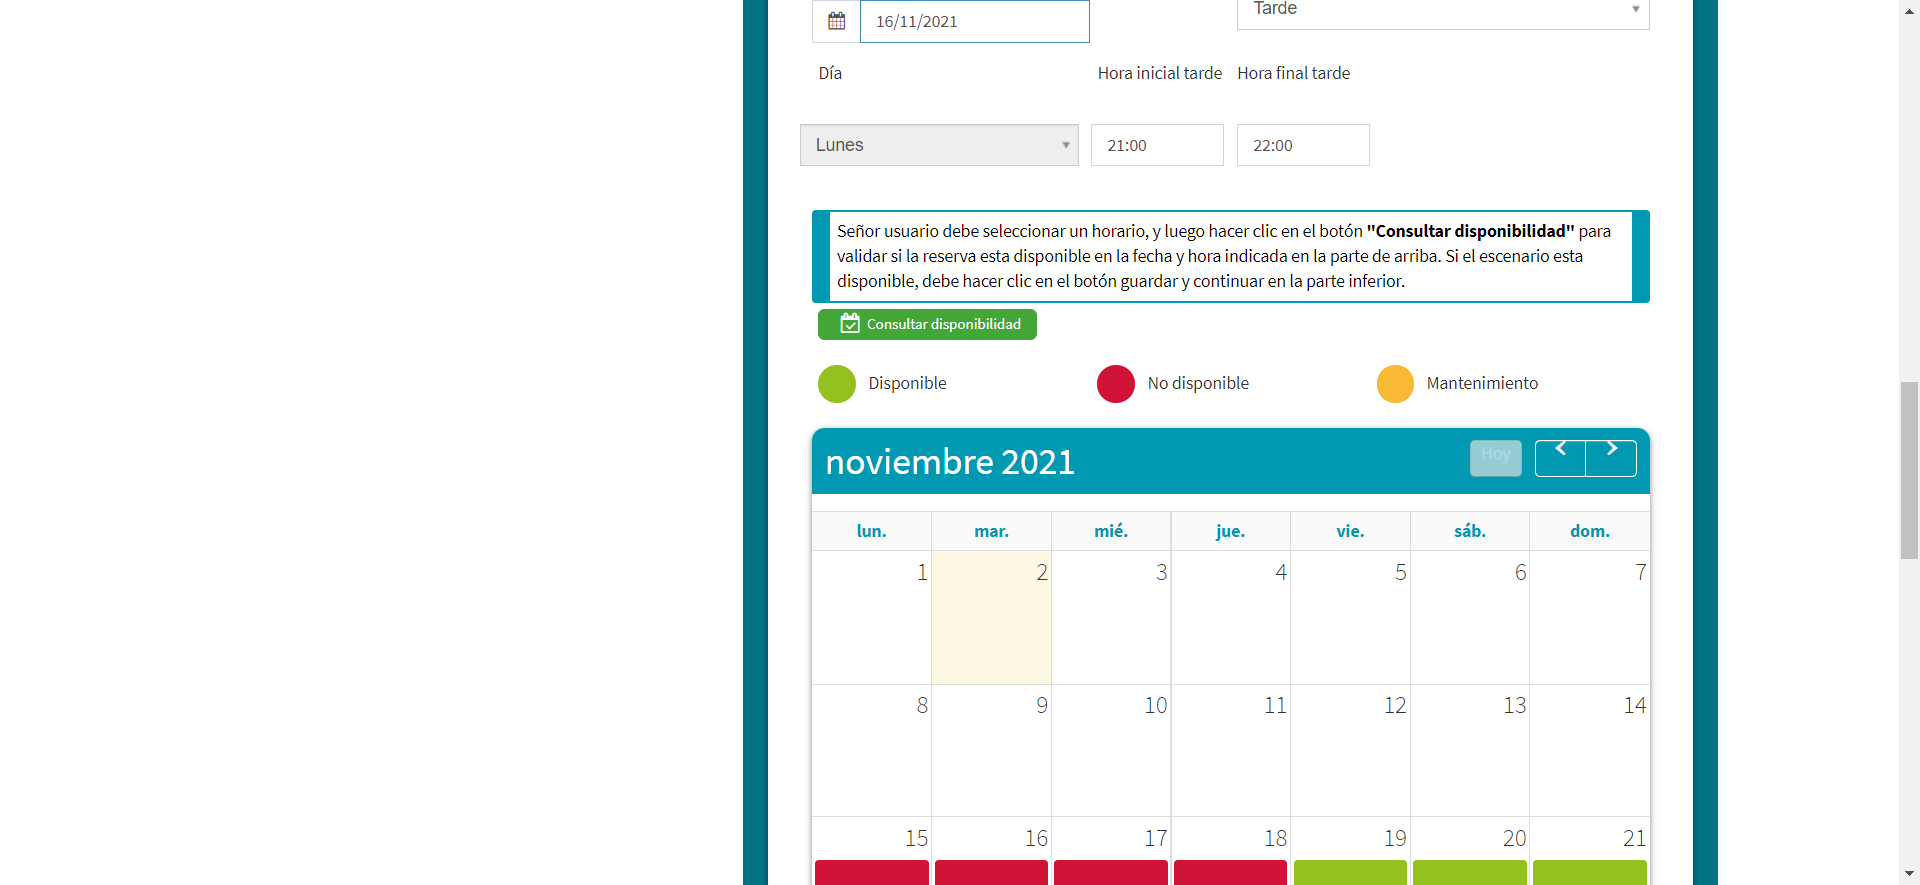 16/11/2021
Tarde
Día
Hora inicial tarde
Hora final tarde
Lunes
21:00
22:00
Señor usuario debe seleccionar un horario, y luego hacer clic en el botón "Consultar disponibilidad" para
validar si la reserva esta disponible en la fecha y hora indicada en la parte de arriba. Si el escenario esta
disponible, debe hacer clic en el botón guardar y continuar en la parte inferior.
Consultar disponibilidad
Disponible
No disponible
Mantenimiento
noviembre 2021
Hoy
lun. mar. mié. jue. vie. sáb. dom.
1 2 3 4 5 6 7
8 9 10 11 12 13 14
15 16 17 18 19 20 21